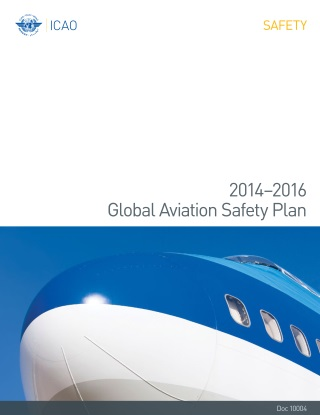 ICAO
SAFETY
2014–2016
Global Aviation Safety Plan
Doc 10004